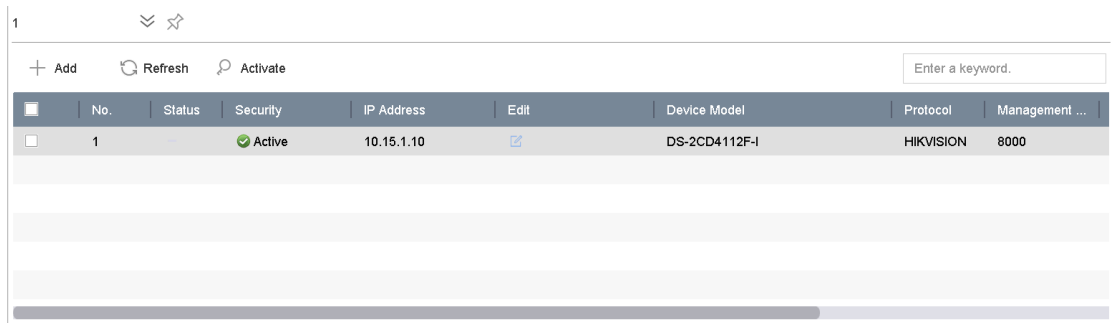 1
Add Refresh Activate Enter a keyword.
No. Status Security IP Address Edit Device Model Protocol Management ...
1 Active 10.15.1.10 DS-2CD4112F-I HIKVISION 8000